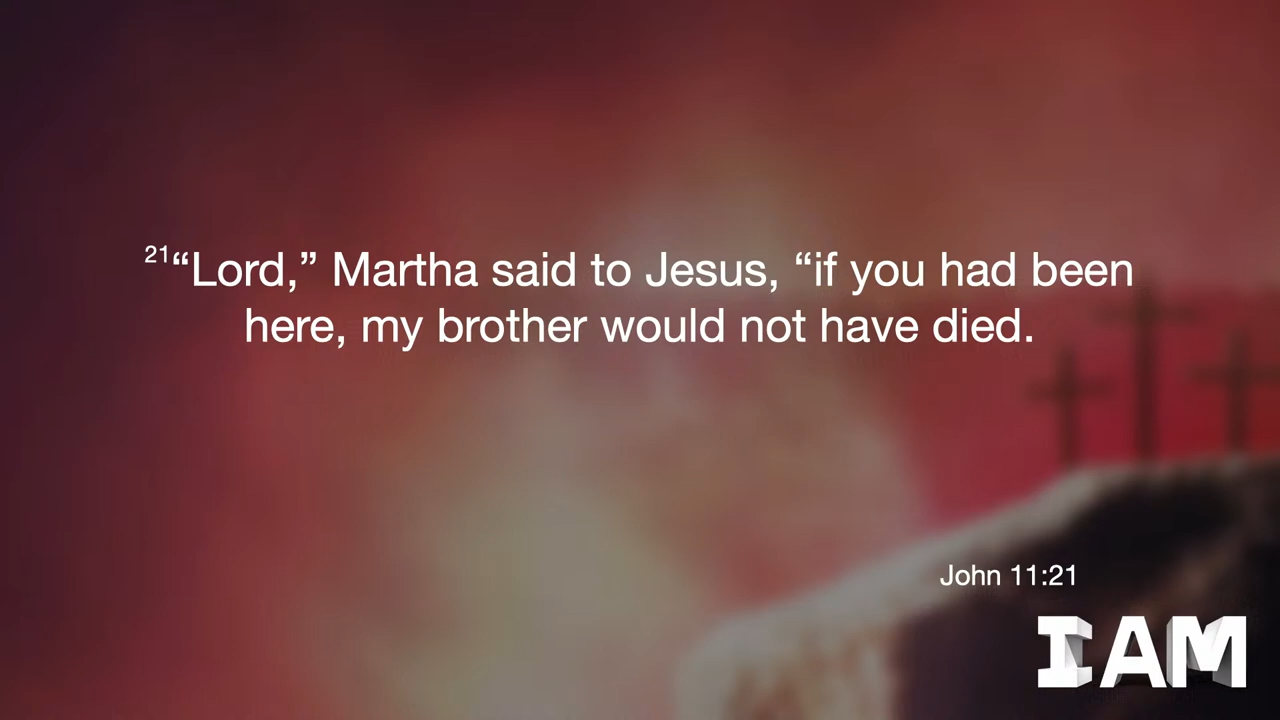 21“Lord,” Martha said to Jesus, “if you had been
here, my brother would not have died.
John 11:21
I AM